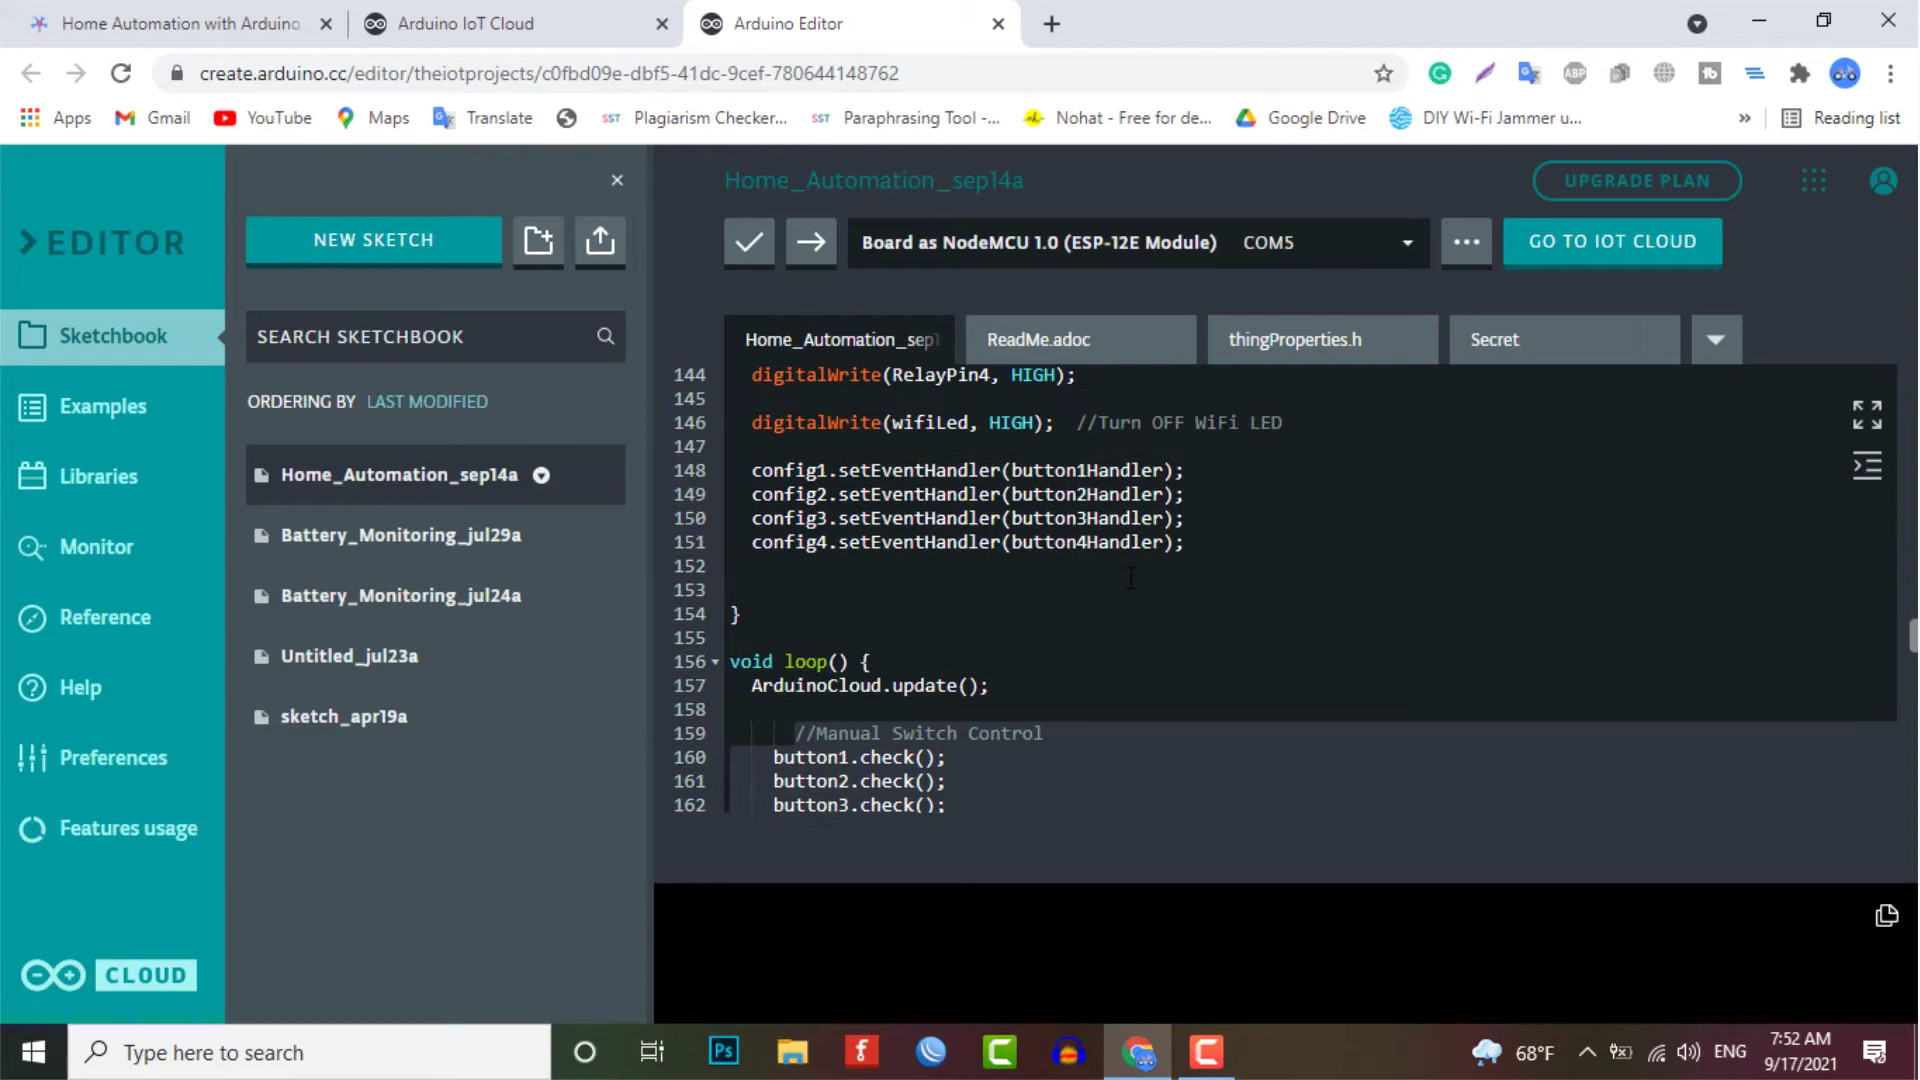 Home Automation with Arduino
Arduino IoT Cloud
Arduino Editor
create.arduino.cc/editor/theiotprojects/c0fbd09e-dbf5-41dc-9cef-780644148762
Apps
Gmail
YouTube
Maps
Translate
SST Plagiarism Checker...
SST Paraphrasing Tool -...
Nohat - Free for de...
Google Drive
DIY Wi-Fi Jammer u...
»
Reading list
ABP
tb
EDITOR
Sketchbook
Examples
Libraries
Monitor
Reference
Help
Preferences
Features usage
CLOUD
NEW SKETCH
SEARCH SKETCHBOOK
ORDERING BY LAST MODIFIED
Home_Automation_sep14a
Battery_Monitoring_jul29a
Battery_Monitoring_jul24a
Untitled_jul23a
sketch_apr19a
Home_Automation_sep14a
UPGRADE PLAN
Board as NodeMCU 1.0 (ESP-12E Module) COM5
GO TO IOT CLOUD
Home_Automation_sep1
ReadMe.adoc
thingProperties.h
Secret
144 digitalWrite(RelayPin4, HIGH);
145
146 digitalWrite(wifiLed, HIGH); //Turn OFF WiFi LED
147
148 config1.setEventHandler(button1Handler);
149 config2.setEventHandler(button2Handler);
150 config3.setEventHandler(button3Handler);
151 config4.setEventHandler(button4Handler);
152
153
154 }
155
156 void loop() {
157 ArduinoCloud.update();
158
159 //Manual Switch Control
160 button1.check();
161 button2.check();
162 button3.check();
Type here to search
Ps
68°F
ENG
7:52 AM
9/17/2021